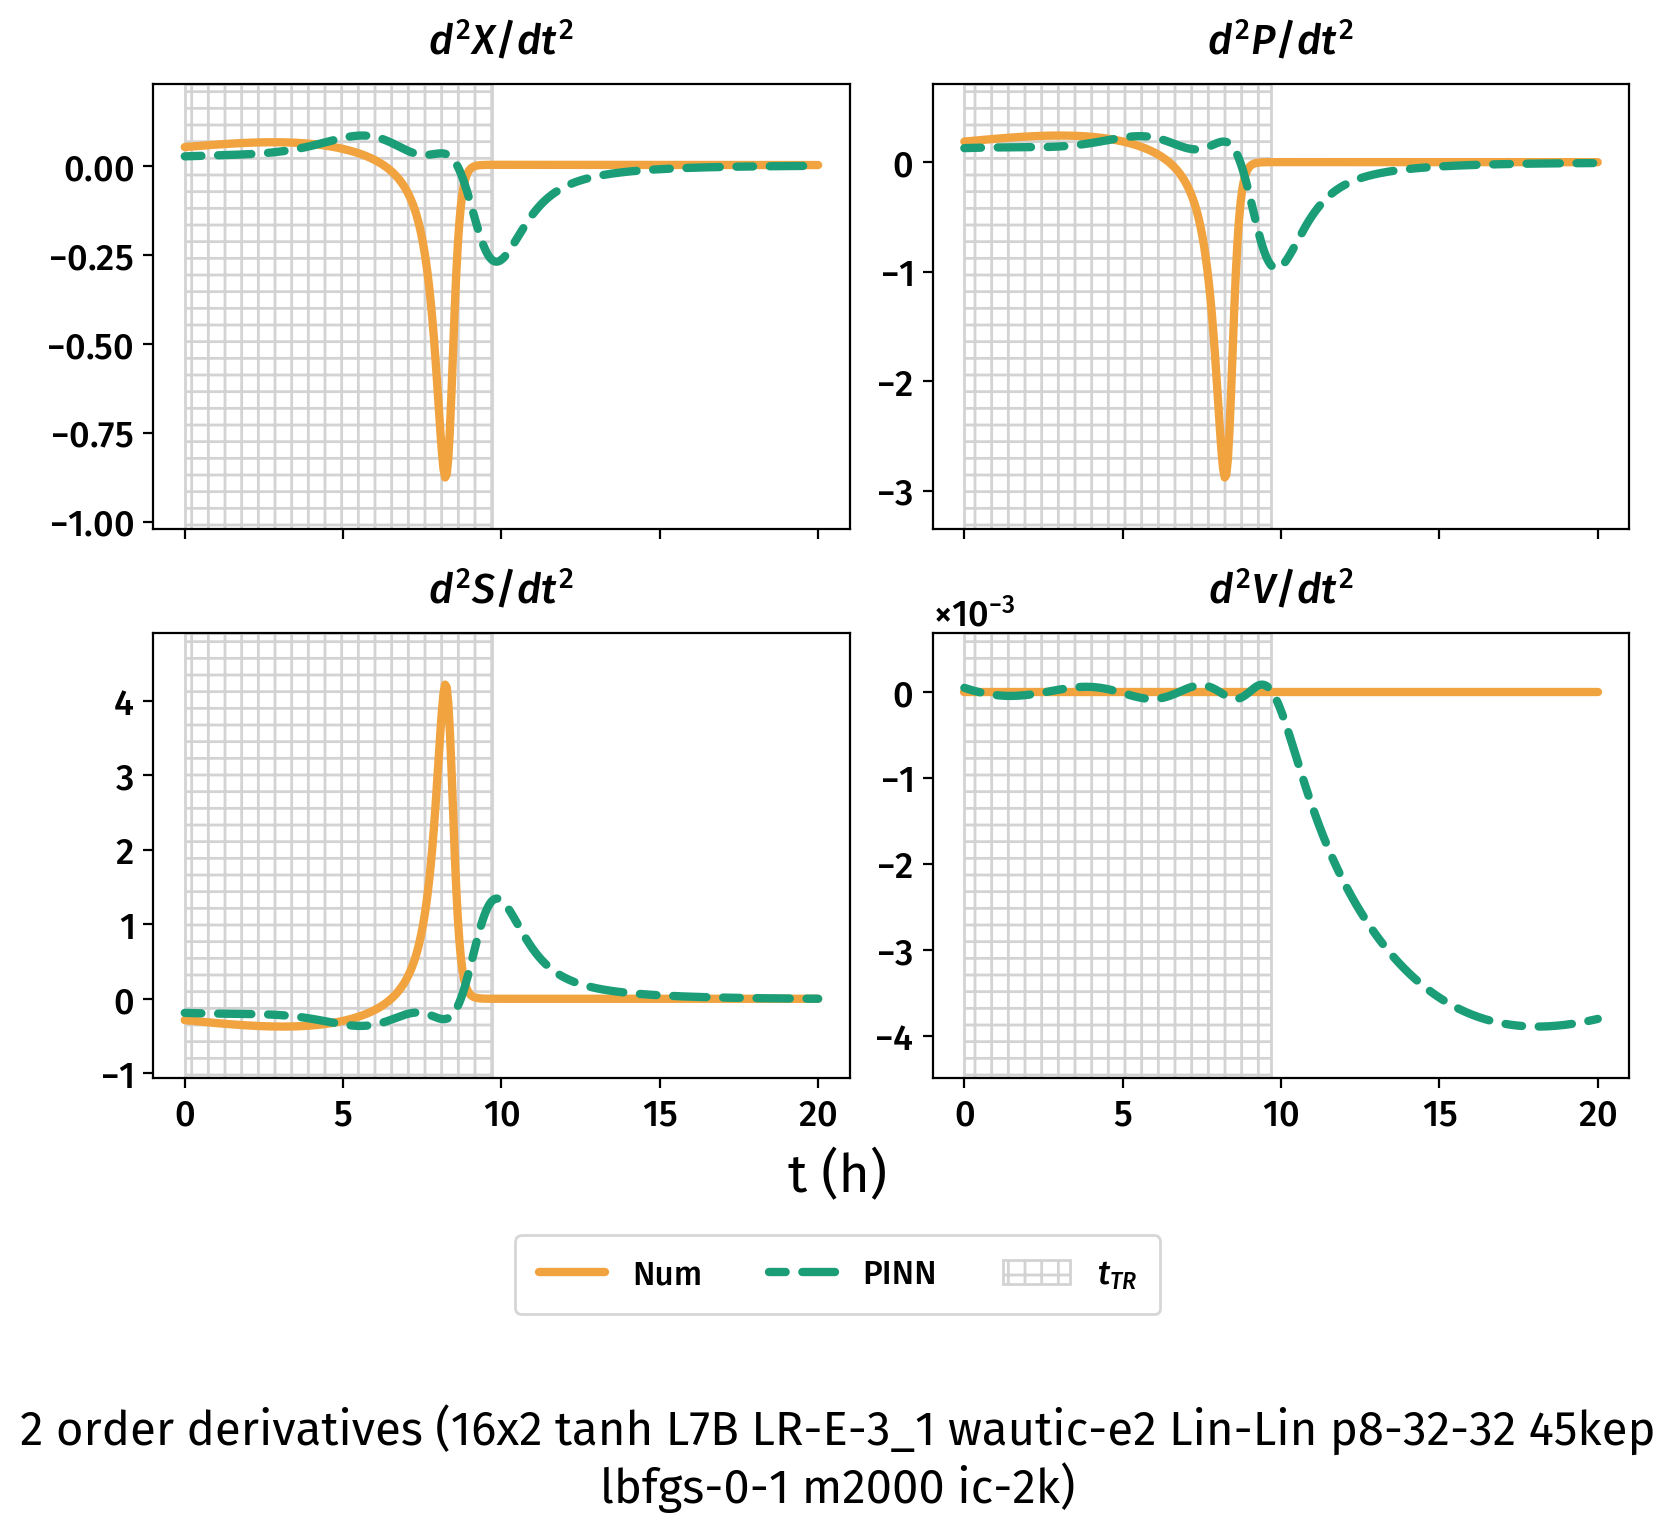 d²X/dt²
d²P/dt²
0.00
−0.25
−0.50
−0.75
−1.00
0
−1
−2
−3
d²S/dt²
d²V/dt²
×10⁻³
4
3
2
1
0
−1
0
−1
−2
−3
−4
0 5 10 15 20
0 5 10 15 20
t (h)
Num PINN t_TR
2 order derivatives (16x2 tanh L7B LR-E-3_1 wautic-e2 Lin-Lin p8-32-32 45kep
lbfgs-0-1 m2000 ic-2k)